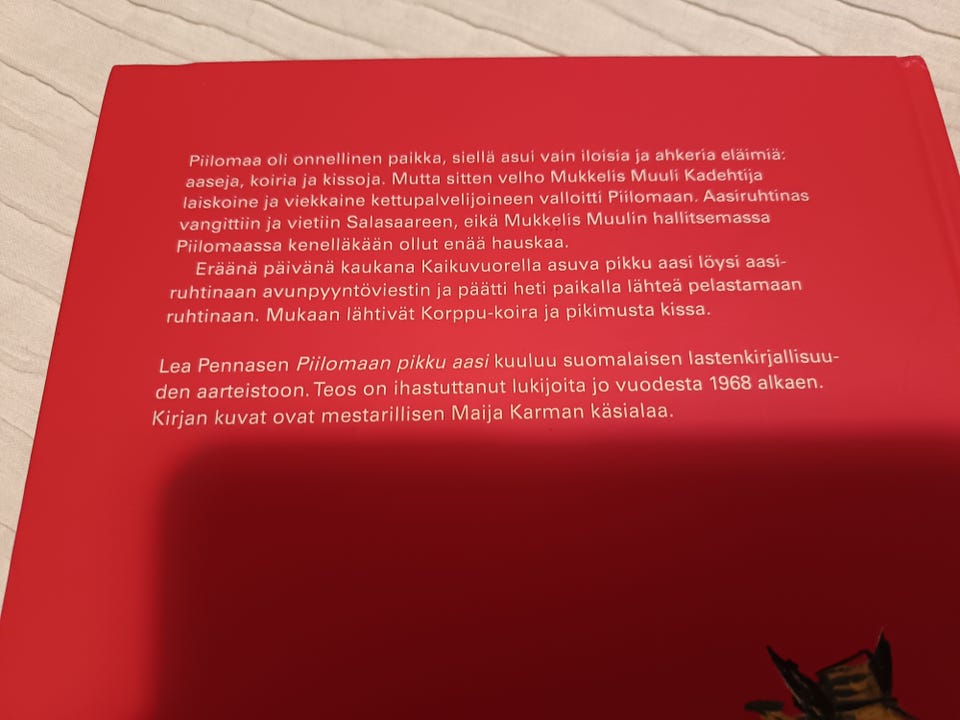 Piilomaa oli onnellinen paikka, siellä asui vain iloisia ja ahkeria eläimiä:
aaseja, koiria ja kissoja. Mutta sitten velho Mukkelis Muuli Kadehtija
laiskoine ja viekkaine kettupalvelijoineen valloitti Piilomaan. Aasiruhtinas
vangittiin ja vietiin Salasaareen, eikä Mukkelis Muulin hallitsemassa
Piilomaassa kenelläkään ollut enää hauskaa.
Eräänä päivänä kaukana Kaikuvuorella asuva pikku aasi löysi aasi-
ruhtinaan avunpyyntöviestin ja päätti heti paikalla lähteä pelastamaan
ruhtinaan. Mukaan lähtivät Korppu-koira ja pikimusta kissa.
Lea Pennasen Piilomaan pikku aasi kuuluu suomalaisen lastenkirjallisuu-
den aarteistoon. Teos on ihastuttanut lukijoita jo vuodesta 1968 alkaen.
Kirjan kuvat ovat mestarillisen Maija Karman käsialaa.